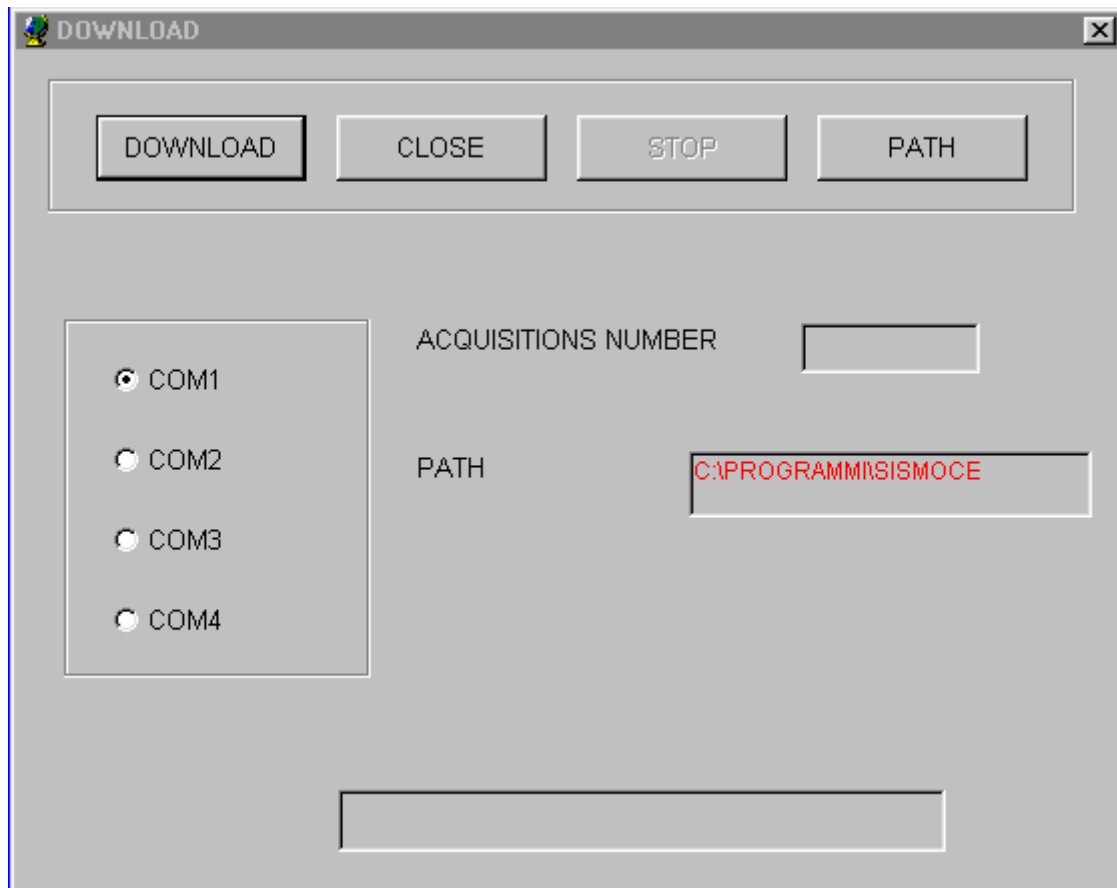 DOWNLOAD
DOWNLOAD CLOSE STOP PATH
ACQUISITIONS NUMBER
COM1
COM2
PATH C:\PROGRAMMI\SISMOCE
COM3
COM4